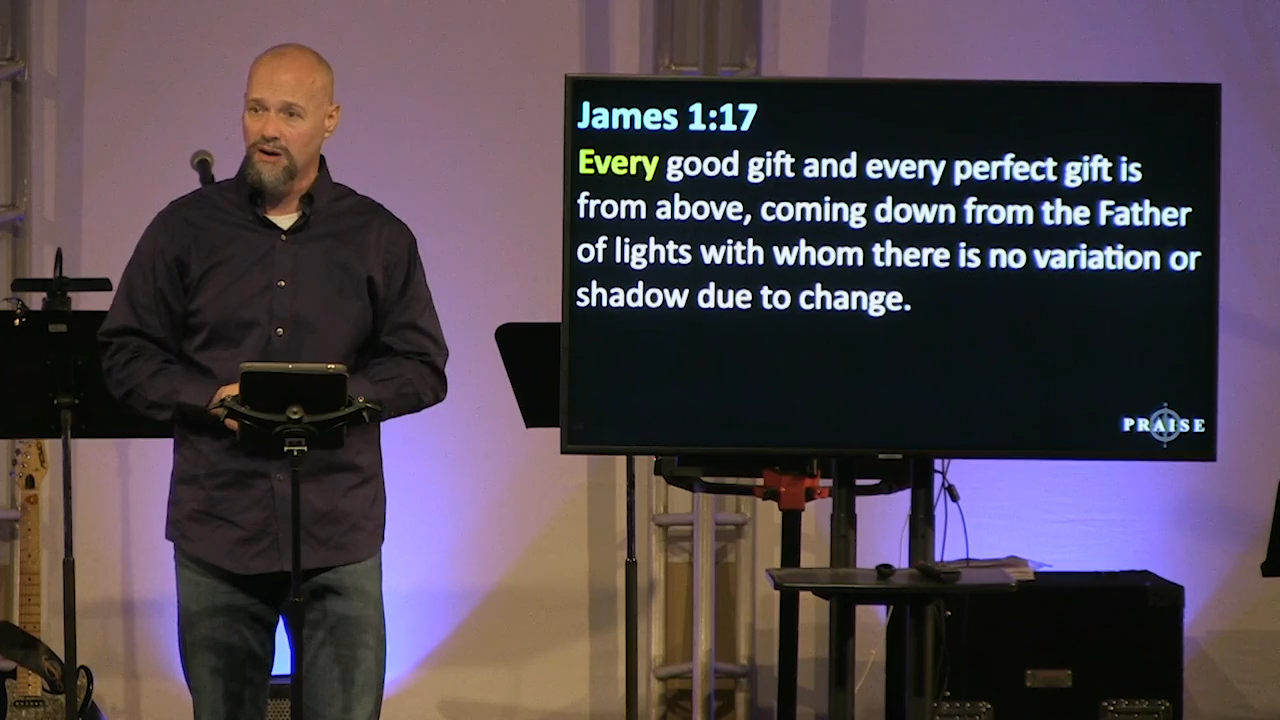 James 1:17
Every good gift and every perfect gift is
from above, coming down from the Father
of lights with whom there is no variation or
shadow due to change.
PRAISE